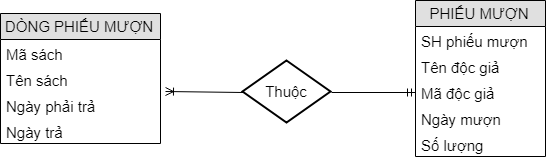 DÒNG PHIẾU MƯỢN
Mã sách
Tên sách
Ngày phải trả
Ngày trả
Thuộc
PHIẾU MƯỢN
SH phiếu mượn
Tên độc giả
Mã độc giả
Ngày mượn
Số lượng